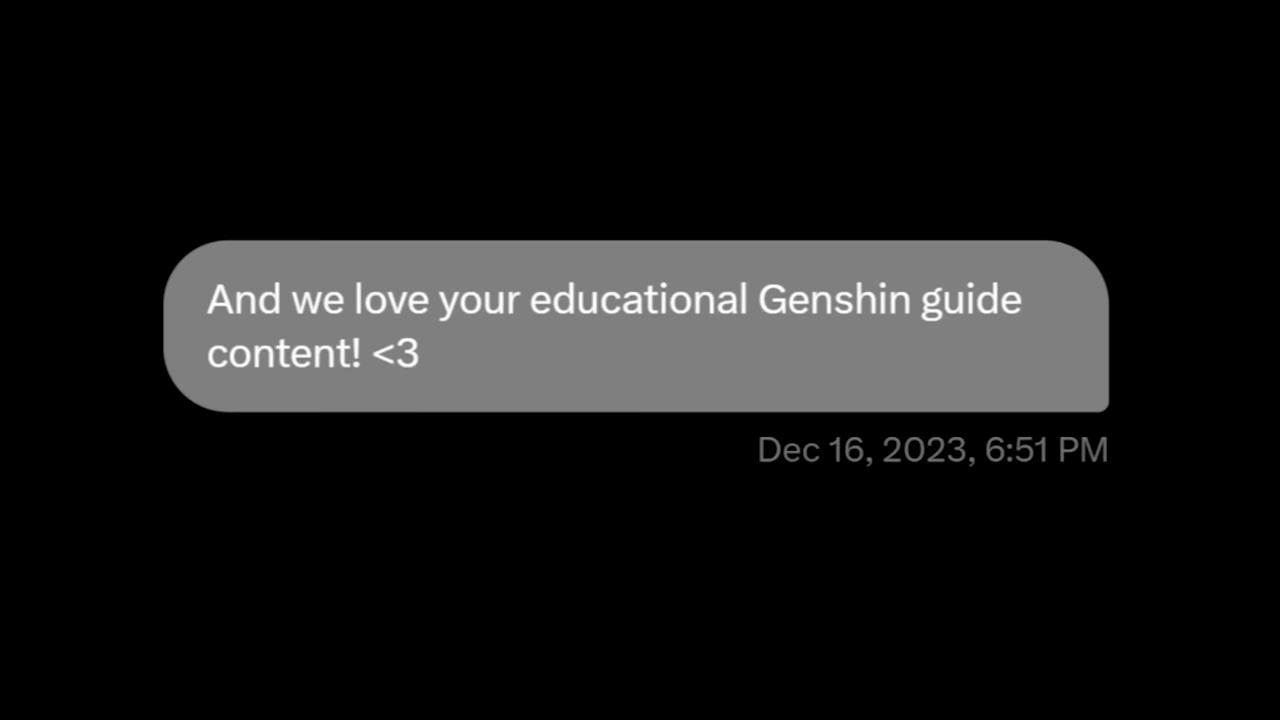 And we love your educational Genshin guide
content! <3
Dec 16, 2023, 6:51 PM